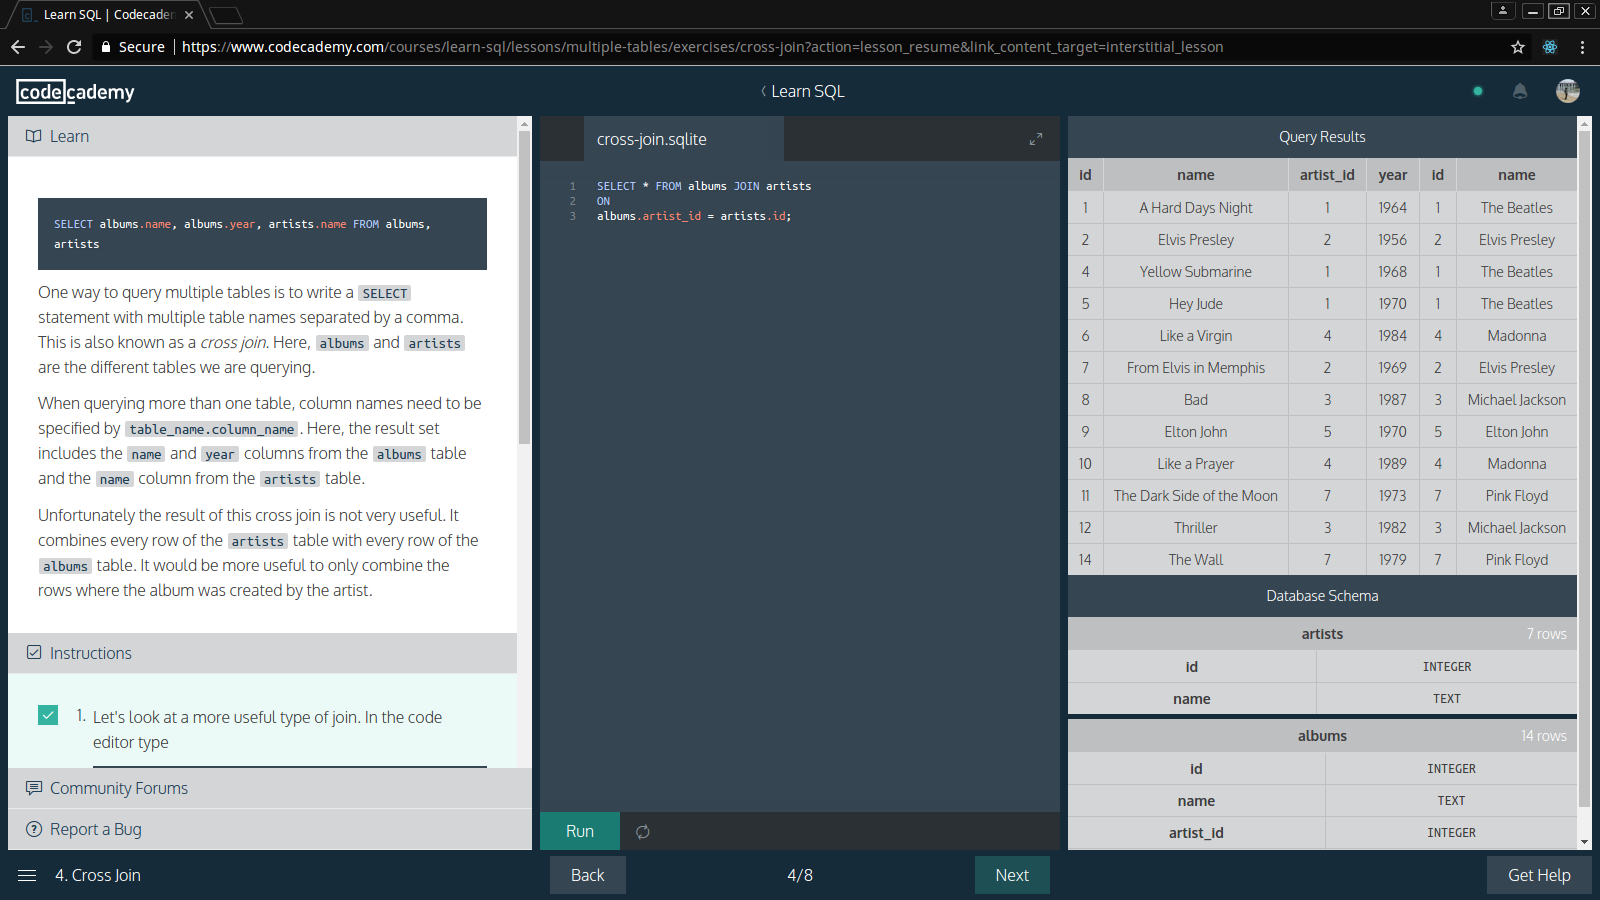 Learn SQL | Codecader
Secure
https://www.codecademy.com/courses/learn-sql/lessons/multiple-tables/exercises/cross-join?action=lesson_resume&link_content_target=interstitial_lesson
codecademy
Learn SQL
Learn
SELECT albums.name, albums.year, artists.name FROM albums,
artists
One way to query multiple tables is to write a SELECT
statement with multiple table names separated by a comma.
This is also known as a cross join. Here, albums and artists
are the different tables we are querying.
When querying more than one table, column names need to be
specified by table_name.column_name. Here, the result set
includes the name and year columns from the albums table
and the name column from the artists table.
Unfortunately the result of this cross join is not very useful. It
combines every row of the artists table with every row of the
albums table. It would be more useful to only combine the
rows where the album was created by the artist.
Instructions
1. Let's look at a more useful type of join. In the code
editor type
Community Forums
Report a Bug
cross-join.sqlite
1 SELECT * FROM albums JOIN artists
2 ON
3 albums.artist_id = artists.id;
Run
Query Results
id name artist_id year id name
1 A Hard Days Night 1 1964 1 The Beatles
2 Elvis Presley 2 1956 2 Elvis Presley
4 Yellow Submarine 1 1968 1 The Beatles
5 Hey Jude 1 1970 1 The Beatles
6 Like a Virgin 4 1984 4 Madonna
7 From Elvis in Memphis 2 1969 2 Elvis Presley
8 Bad 3 1987 3 Michael Jackson
9 Elton John 5 1970 5 Elton John
10 Like a Prayer 4 1989 4 Madonna
11 The Dark Side of the Moon 7 1973 7 Pink Floyd
12 Thriller 3 1982 3 Michael Jackson
14 The Wall 7 1979 7 Pink Floyd
Database Schema
artists 7 rows
id INTEGER
name TEXT
albums 14 rows
id INTEGER
name TEXT
artist_id INTEGER
4. Cross Join
Back
4/8
Next
Get Help